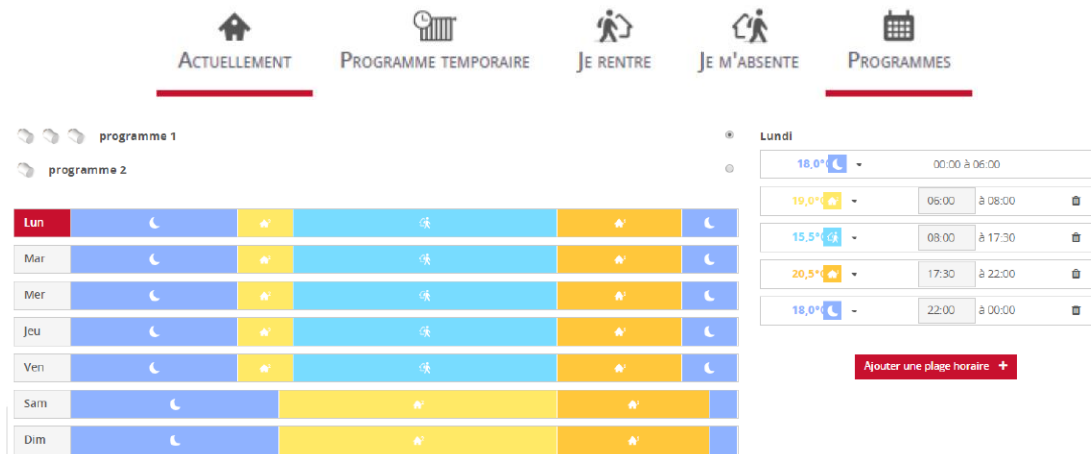 ACTUELLEMENT
PROGRAMME TEMPORAIRE
JE RENTRE
JE M'ABSENTE
PROGRAMMES
programme 1
programme 2
Lun
Mar
Mer
Jeu
Ven
Sam
Dim
Lundi
18,0°C 00:00 à 06:00
19,0°C 06:00 à 08:00
15,5°C 08:00 à 17:30
20,5°C 17:30 à 22:00
18,0°C 22:00 à 00:00
Ajouter une plage horaire +